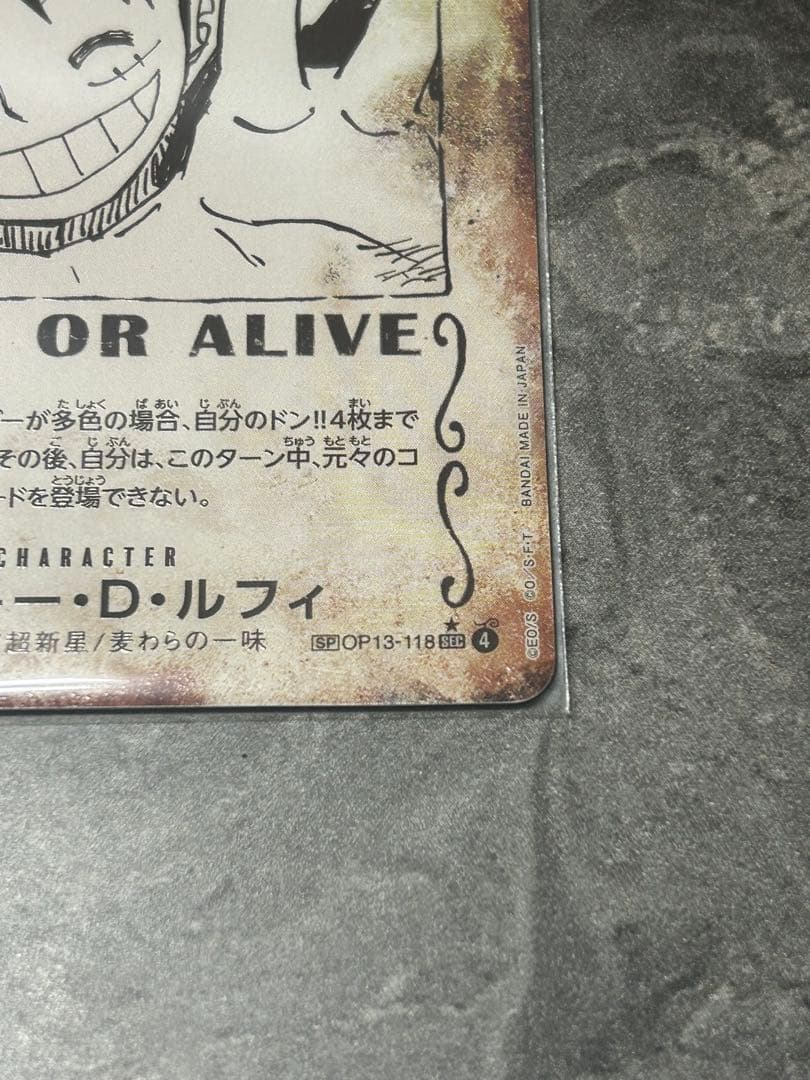 OR ALIVE
ーが多色の場合、自分のドン!!4枚まで
その後、自分は、このターン中、元々のコ
ードを登場できない。
CHARACTER
ー・D・ルフィ
超新星/麦わらの一味
SP OP13-118 SEC 4
©EO/S ©O/S・F・T BANDAI MADE IN JAPAN